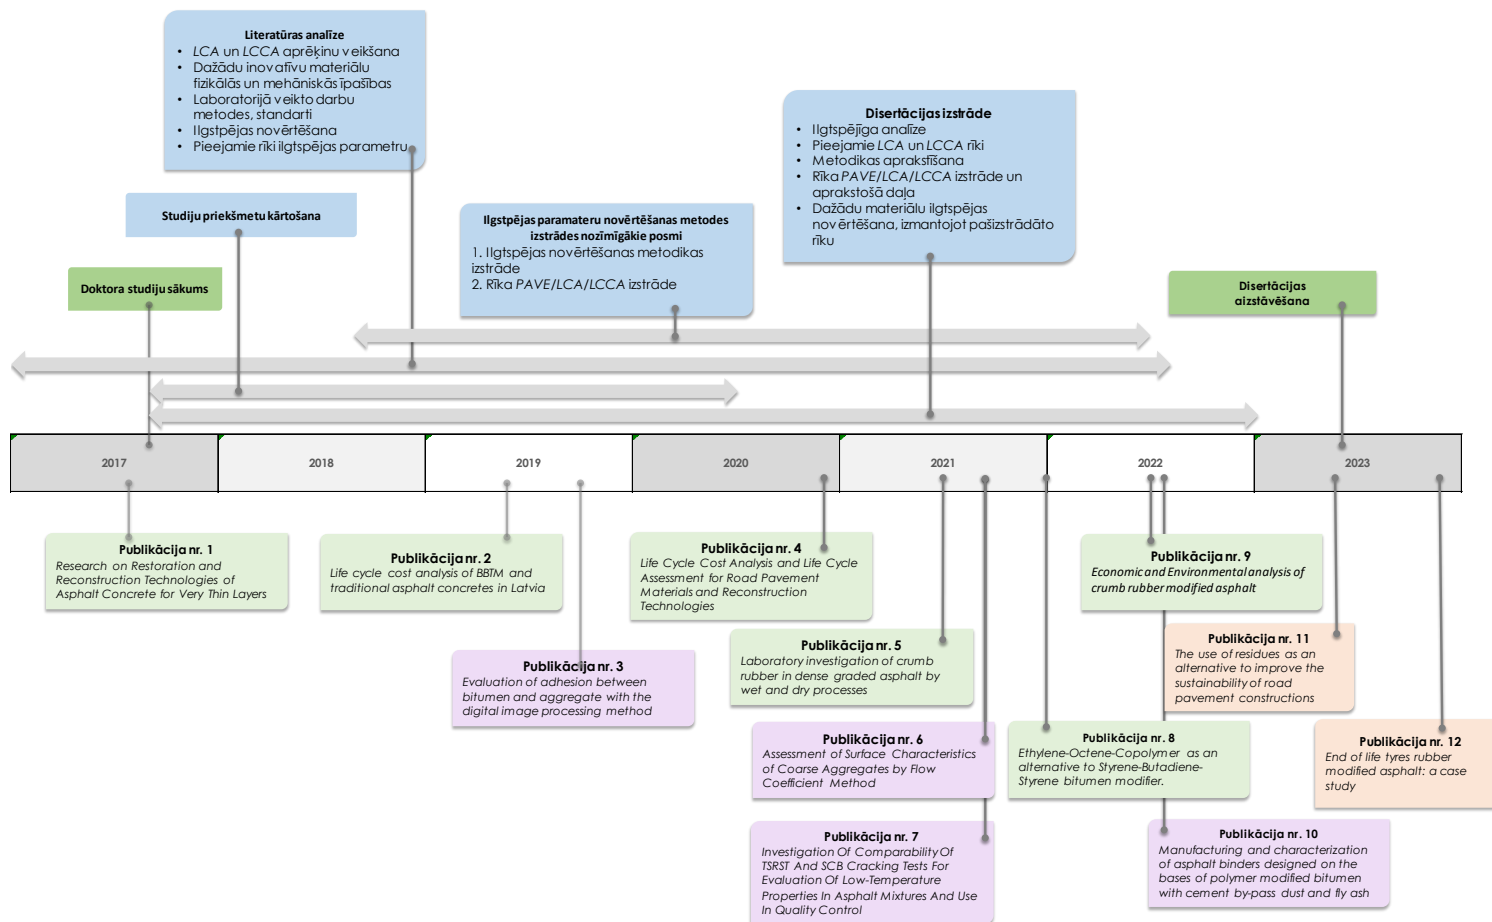 Literatūras analīze
• LCA un LCCA aprēķinu veikšana
• Dažādu inovatīvu materiālu
fizikālās un mehāniskās īpašības
• Laboratorijā veikto darbu
metodes, standarti
• Ilgstpējas novērtēšana
• Pieejamie rīki ilgtspējas parametru
Disertācijas izstrāde
• Ilgtspējīga analīze
• Pieejamie LCA un LCCA rīki
• Metodikas aprakstīšana
• Rīka PAVE/LCA/LCCA izstrāde un
aprakstošā daļa
• Dažādu materiālu ilgtspējas
novērtēšana, izmantojot pašizstrādāto
rīku
Studiju priekšmetu kārtošana
Ilgstpējas paramateru novērtēšanas metodes
izstrādes nozīmīgākie posmi
1. Ilgtspējas novērtēšanas metodikas
izstrāde
2. Rīka PAVE/LCA/LCCA izstrāde
Doktora studiju sākums
Disertācijas
aizstāvēšana
2017
2018
2019
2020
2021
2022
2023
Publikācija nr. 1
Research on Restoration and
Reconstruction Technologies of
Asphalt Concrete for Very Thin Layers
Publikācija nr. 2
Life cycle cost analysis of BBTM and
traditional asphalt concretes in Latvia
Publikācija nr. 3
Evaluation of adhesion between
bitumen and aggregate with the
digital image processing method
Publikācija nr. 4
Life Cycle Cost Analysis and Life Cycle
Assessment for Road Pavement
Materials and Reconstruction
Technologies
Publikācija nr. 5
Laboratory investigation of crumb
rubber in dense graded asphalt by
wet and dry processes
Publikācija nr. 6
Assessment of Surface Characteristics
of Coarse Aggregates by Flow
Coefficient Method
Publikācija nr. 7
Investigation Of Comparability Of
TSRST And SCB Cracking Tests For
Evaluation Of Low-Temperature
Properties In Asphalt Mixtures And Use
In Quality Control
Publikācija nr. 8
Ethylene-Octene-Copolymer as an
alternative to Styrene-Butadiene-
Styrene bitumen modifier.
Publikācija nr. 9
Economic and Environmental analysis of
crumb rubber modified asphalt
Publikācija nr. 10
Manufacturing and characterization
of asphalt binders designed on the
bases of polymer modified bitumen
with cement by-pass dust and fly ash
Publikācija nr. 11
The use of residues as an
alternative to improve the
sustainability of road
pavement constructions
Publikācija nr. 12
End of life tyres rubber
modified asphalt: a case
study